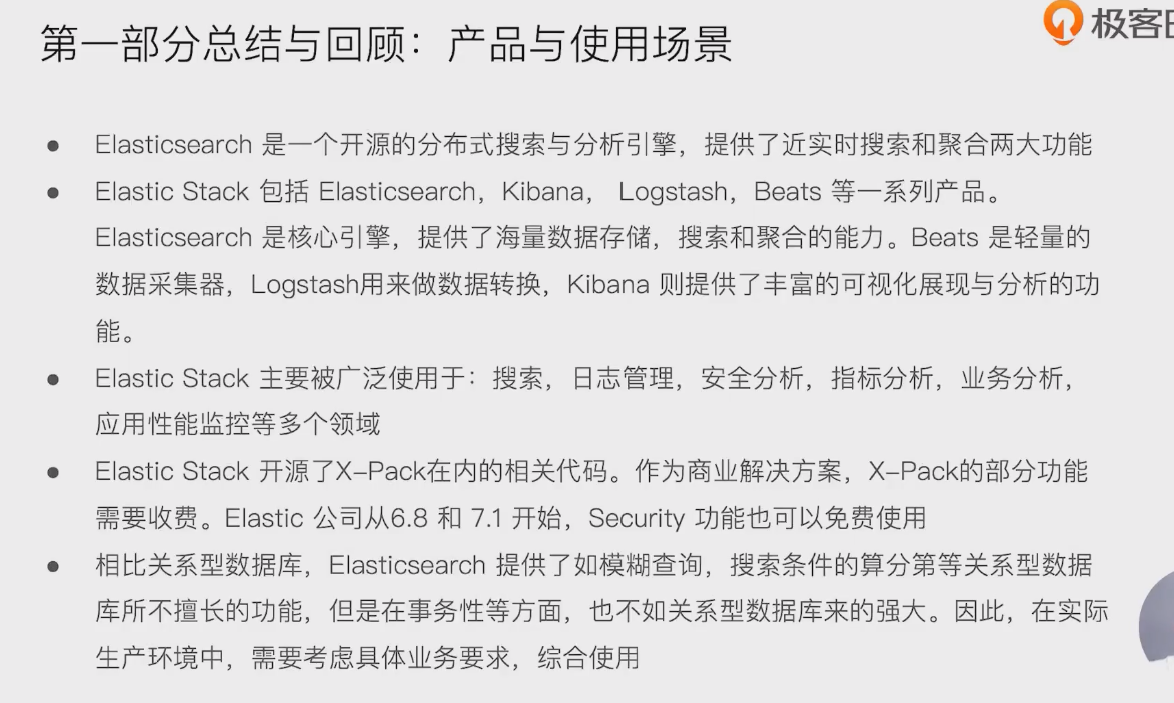 第一部分总结与回顾：产品与使用场景
极客
● Elasticsearch 是一个开源的分布式搜索与分析引擎，提供了近实时搜索和聚合两大功能
● Elastic Stack 包括 Elasticsearch，Kibana， Logstash，Beats 等一系列产品。
Elasticsearch 是核心引擎，提供了海量数据存储，搜索和聚合的能力。Beats 是轻量的
数据采集器，Logstash用来做数据转换，Kibana 则提供了丰富的可视化展现与分析的功
能。
● Elastic Stack 主要被广泛使用于：搜索，日志管理，安全分析，指标分析，业务分析，
应用性能监控等多个领域
● Elastic Stack 开源了X-Pack在内的相关代码。作为商业解决方案，X-Pack的部分功能
需要收费。Elastic 公司从6.8 和 7.1 开始，Security 功能也可以免费使用
● 相比关系型数据库，Elasticsearch 提供了如模糊查询，搜索条件的算分第等关系型数据
库所不擅长的功能，但是在事务性等方面，也不如关系型数据库来的强大。因此，在实际
生产环境中，需要考虑具体业务要求，综合使用